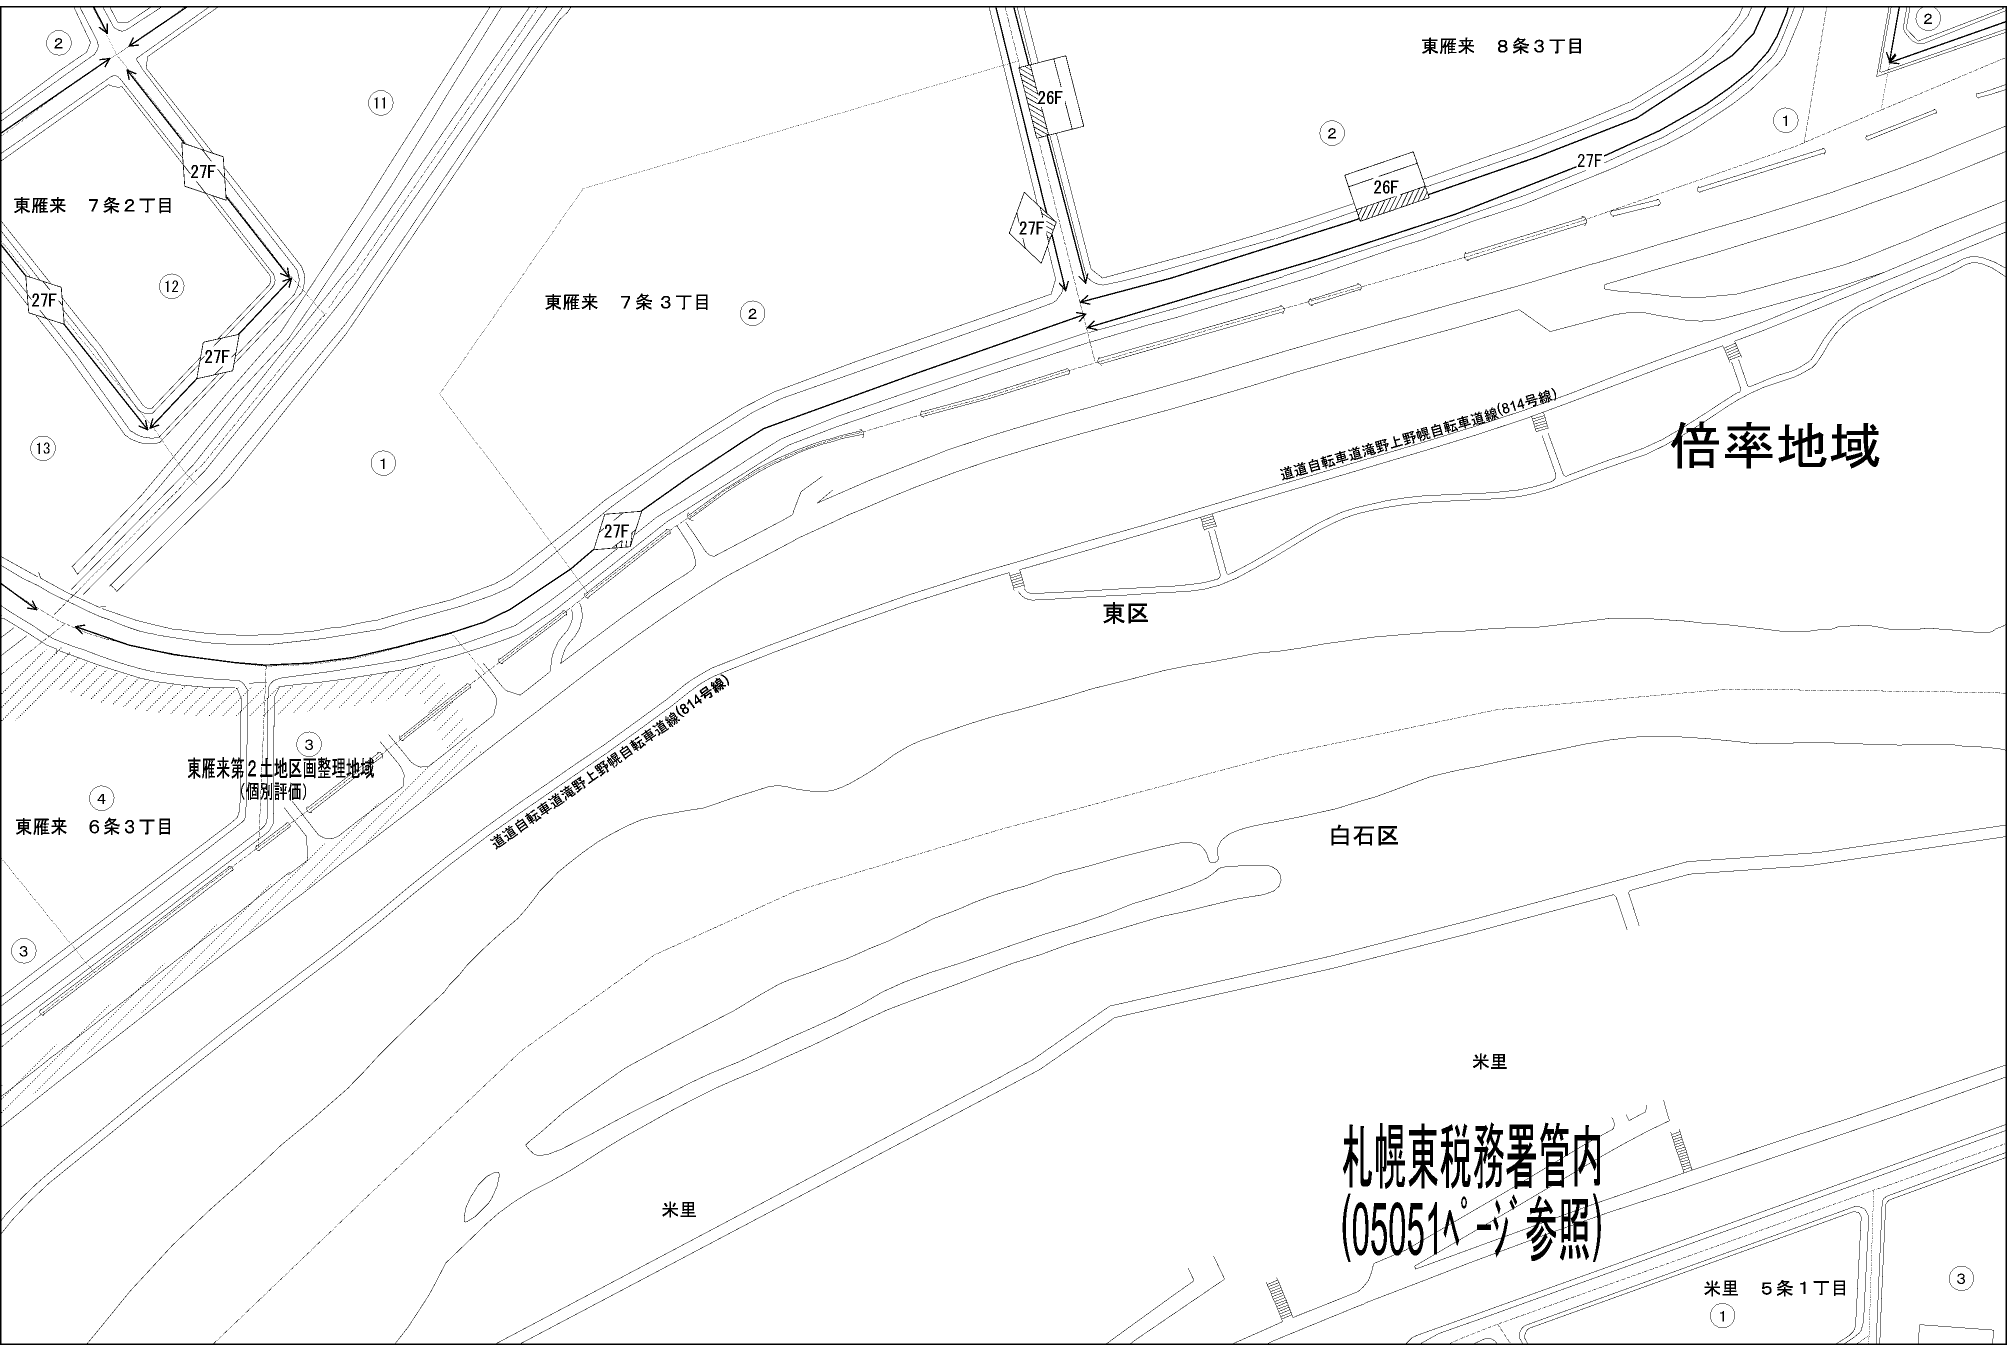 ②
東雁来　８条３丁目
②
⑪
26F
①
②
27F
27F
26F
東雁来　７条２丁目
27F
⑫
27F
東雁来　７条３丁目
②
27F
道道自転車道滝野上野幌自転車道線(814号線)
⑬
①
倍率地域
27F
東区
道道自転車道滝野上野幌自転車道線(814号線)
③
東雁来第２土地区画整理地域
(個別評価)
④
東雁来　６条３丁目
白石区
③
米里
札幌東税務署管内
(05051ﾍﾟｰｼﾞ参照)
米里
米里　５条１丁目
③
①